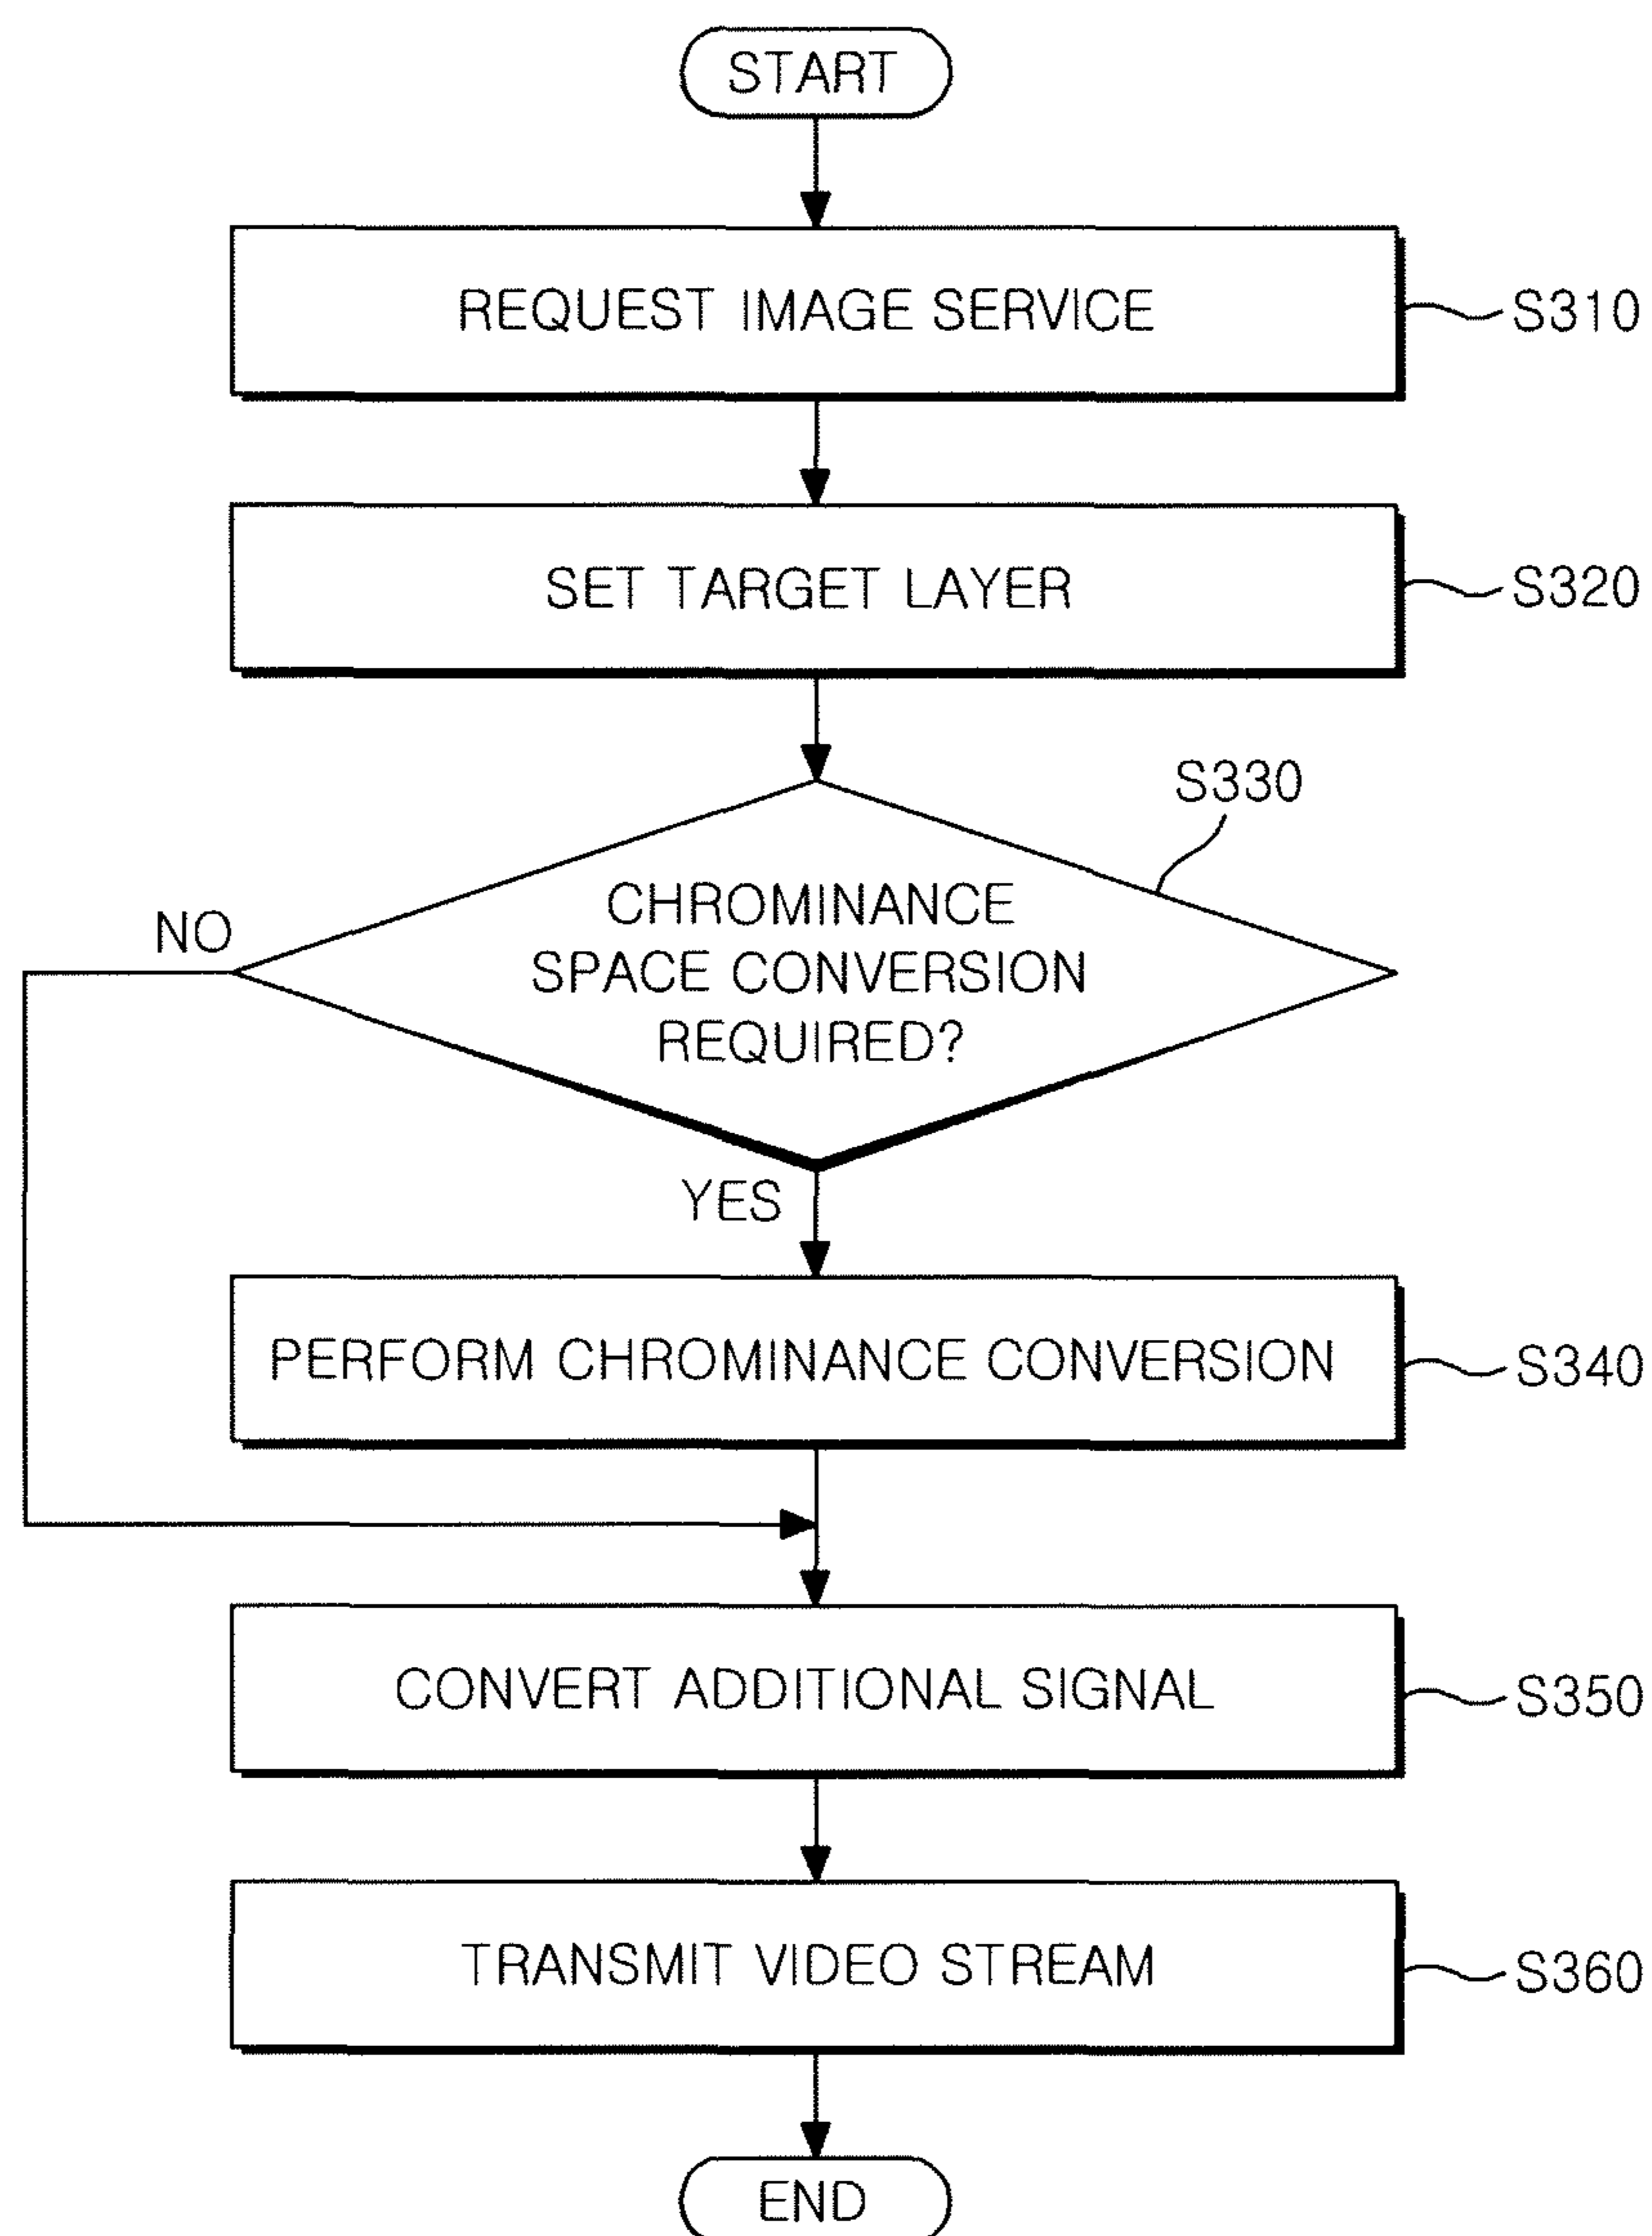 START
REQUEST IMAGE SERVICE
S310
SET TARGET LAYER
S320
S330
CHROMINANCE
SPACE CONVERSION
REQUIRED?
NO
YES
PERFORM CHROMINANCE CONVERSION
S340
CONVERT ADDITIONAL SIGNAL
S350
TRANSMIT VIDEO STREAM
S360
END